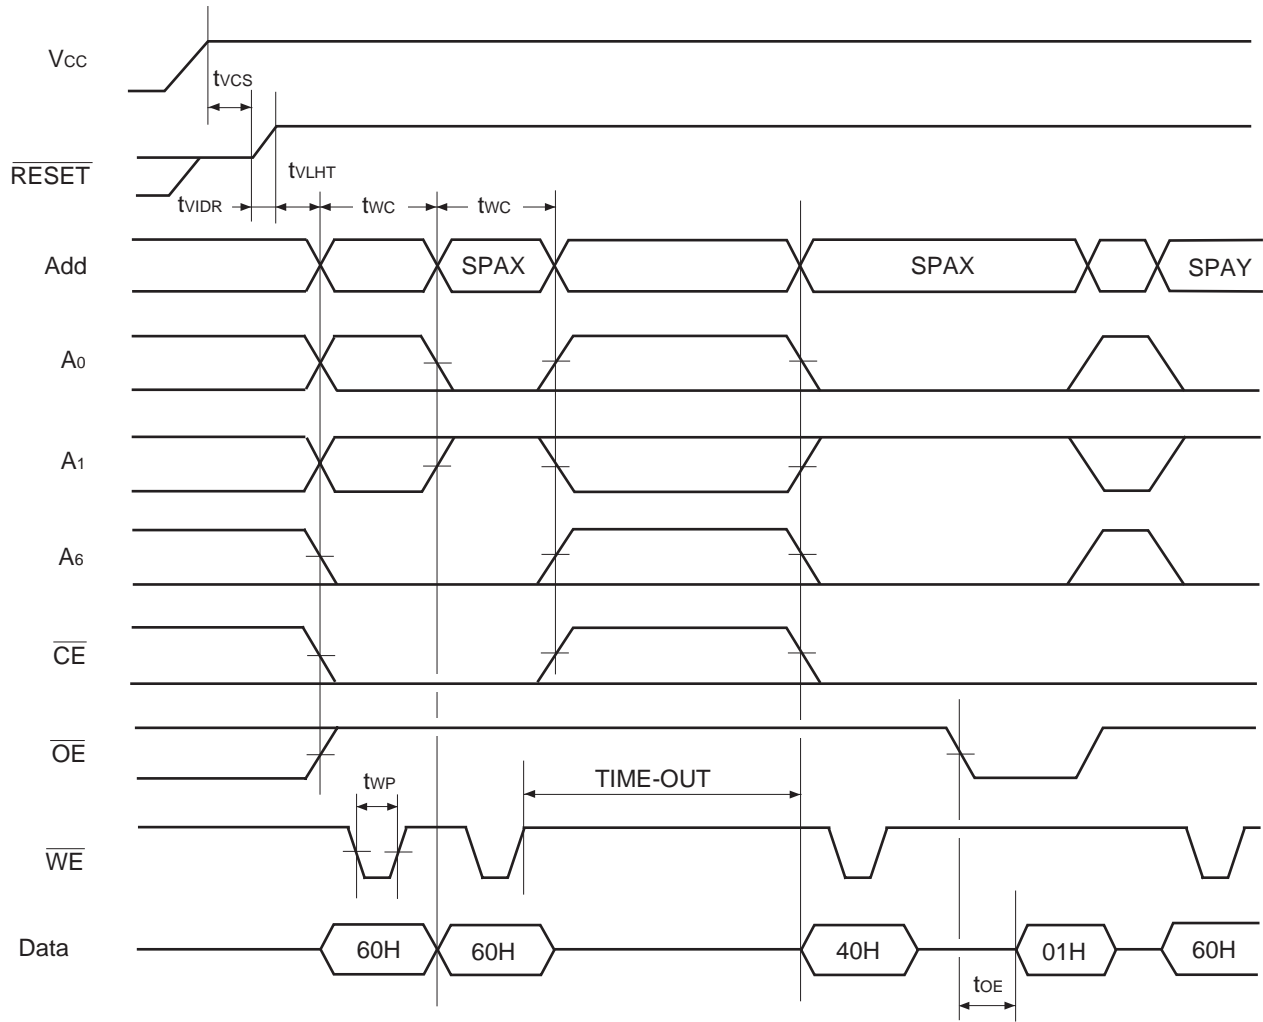 VCC
tVCS
RESET
tVLHT
tVIDR tWC tWC
Add SPAX SPAX SPAY
A0
A1
A6
CE
OE
tWP TIME-OUT
WE
Data 60H 60H 40H 01H 60H
tOE